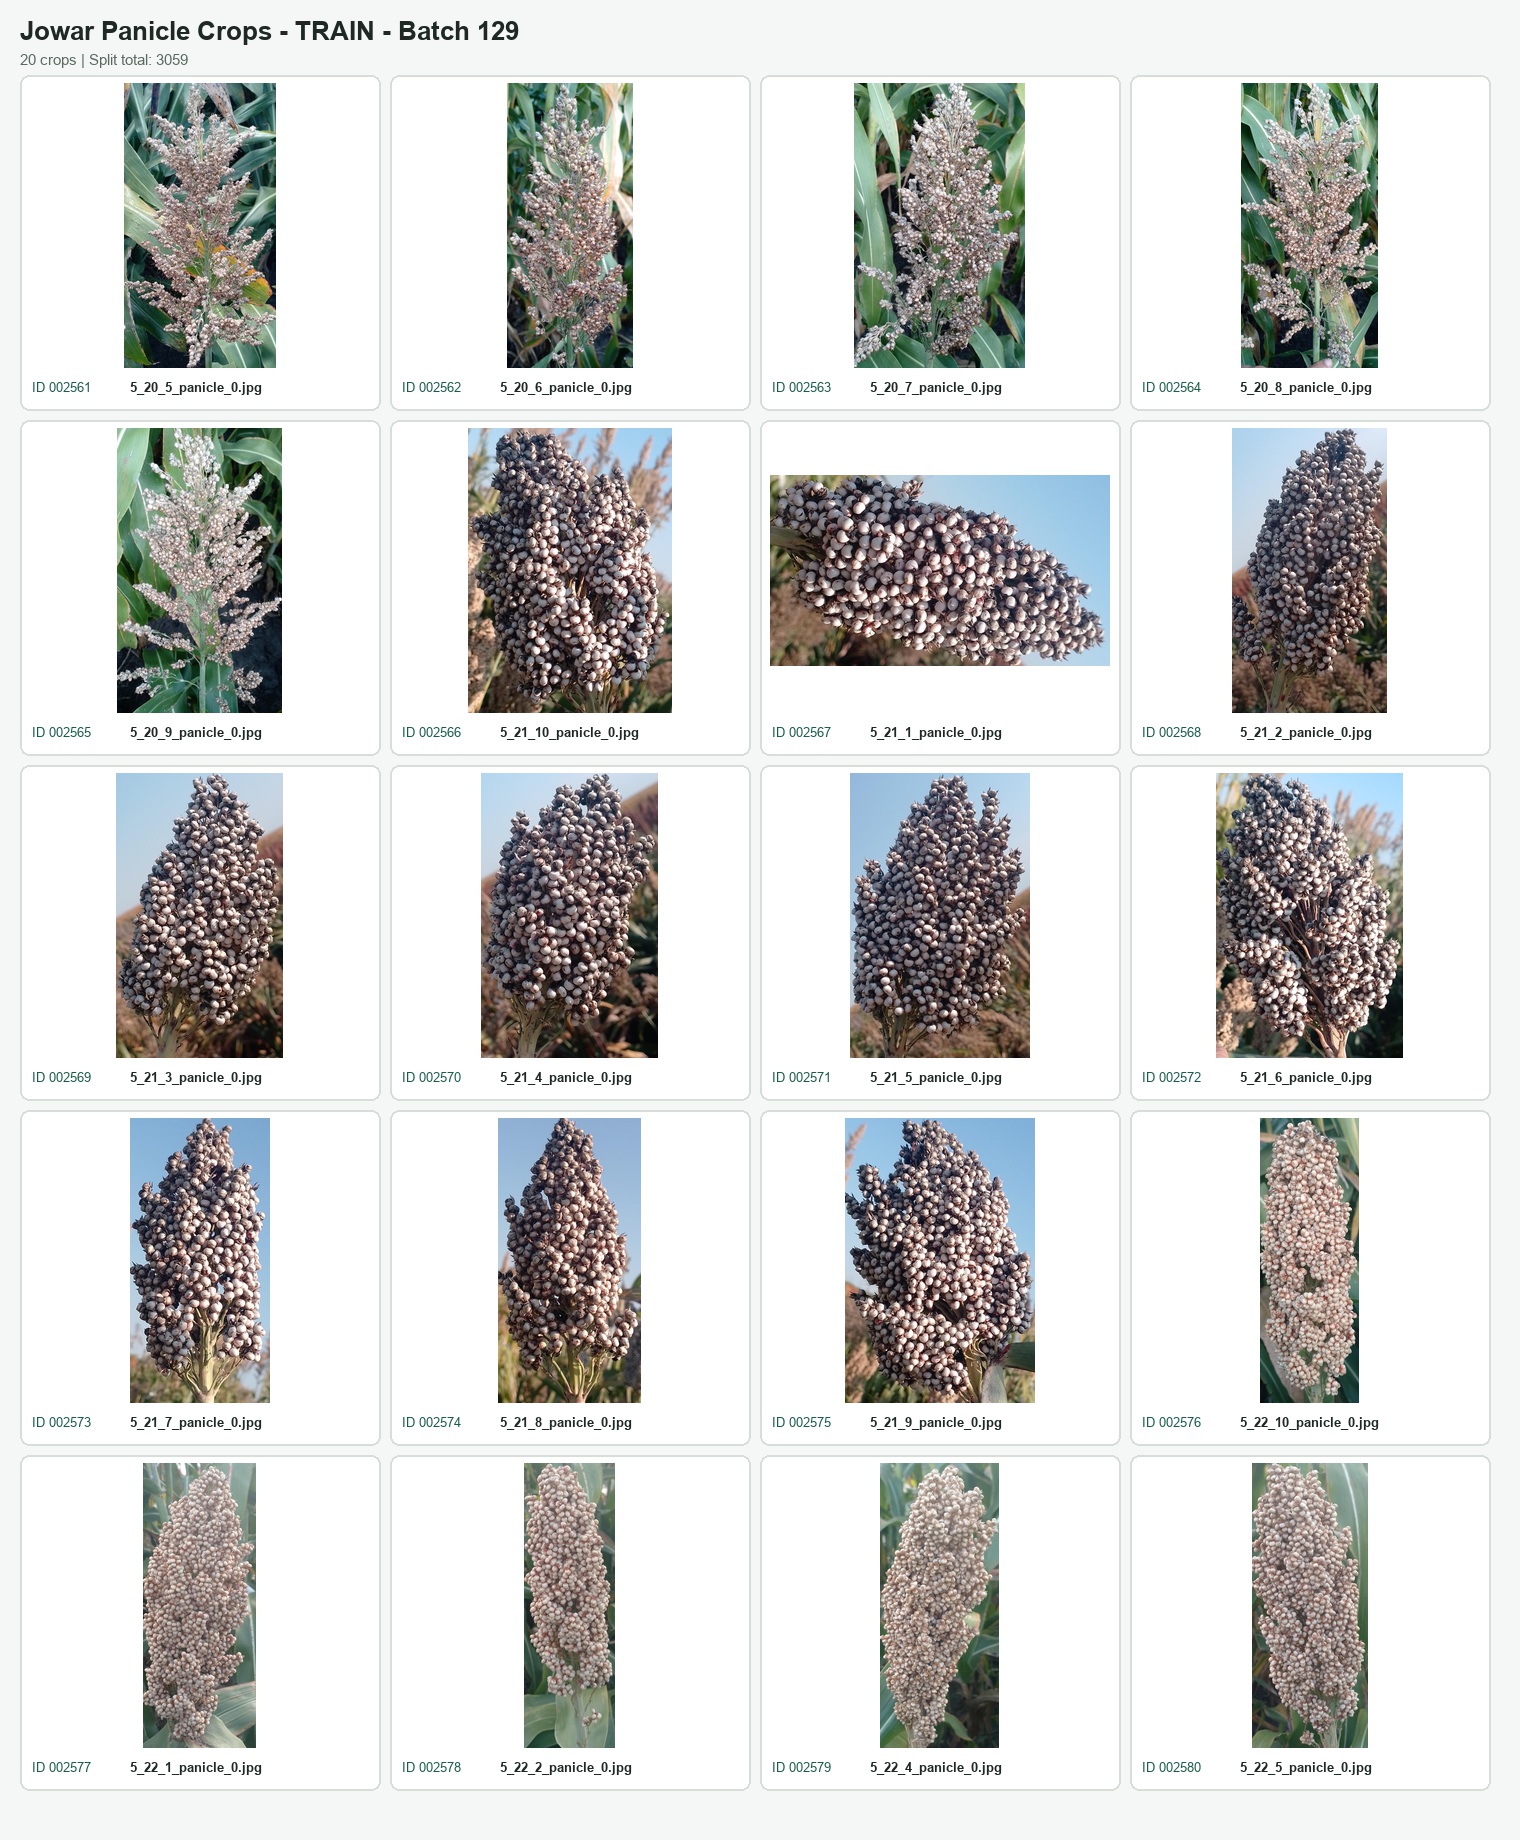 Jowar Panicle Crops - TRAIN - Batch 129
20 crops | Split total: 3059
ID 002561 5_20_5_panicle_0.jpg
ID 002562 5_20_6_panicle_0.jpg
ID 002563 5_20_7_panicle_0.jpg
ID 002564 5_20_8_panicle_0.jpg
ID 002565 5_20_9_panicle_0.jpg
ID 002566 5_21_10_panicle_0.jpg
ID 002567 5_21_1_panicle_0.jpg
ID 002568 5_21_2_panicle_0.jpg
ID 002569 5_21_3_panicle_0.jpg
ID 002570 5_21_4_panicle_0.jpg
ID 002571 5_21_5_panicle_0.jpg
ID 002572 5_21_6_panicle_0.jpg
ID 002573 5_21_7_panicle_0.jpg
ID 002574 5_21_8_panicle_0.jpg
ID 002575 5_21_9_panicle_0.jpg
ID 002576 5_22_10_panicle_0.jpg
ID 002577 5_22_1_panicle_0.jpg
ID 002578 5_22_2_panicle_0.jpg
ID 002579 5_22_4_panicle_0.jpg
ID 002580 5_22_5_panicle_0.jpg